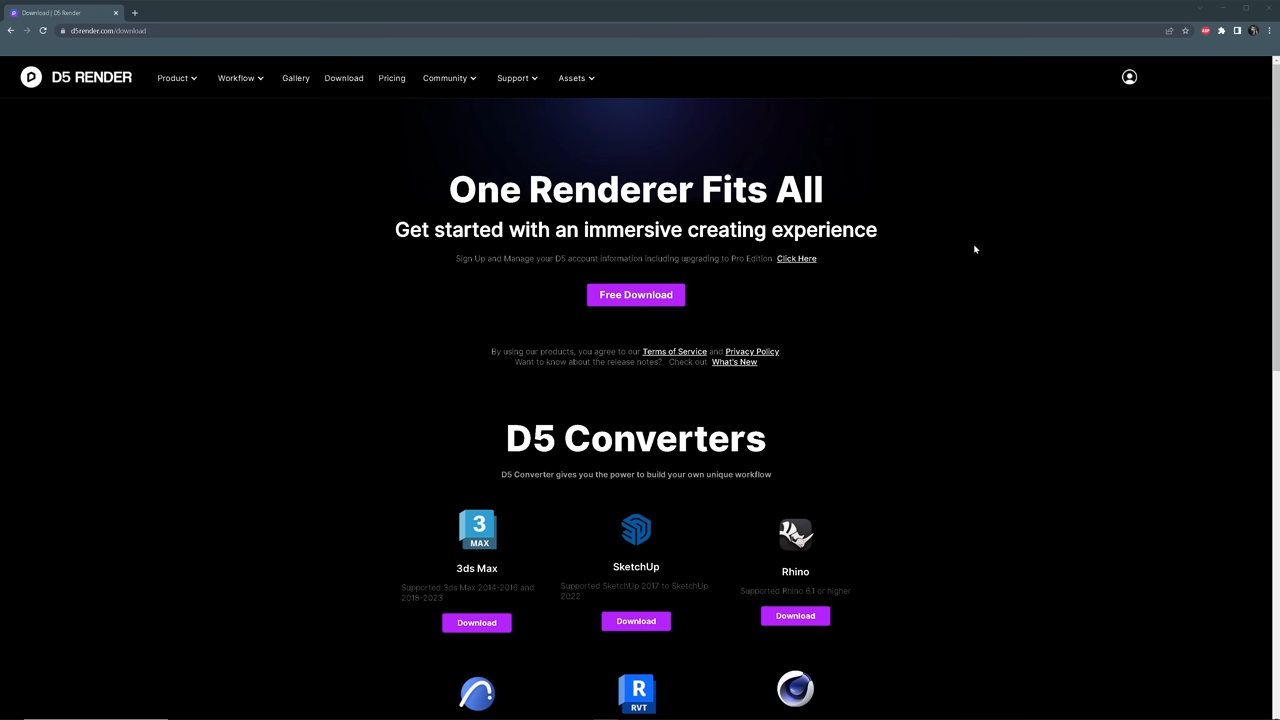 Download | D5 Render
d5render.com/download
D5 RENDER
Product
Workflow
Gallery
Download
Pricing
Community
Support
Assets
One Renderer Fits All
Get started with an immersive creating experience
Sign Up and Manage your D5 account information including upgrading to Pro Edition Click Here
Free Download
By using our products, you agree to our Terms of Service and Privacy Policy
Want to know about the release notes? Check out What's New
D5 Converters
D5 Converter gives you the power to build your own unique workflow
3
MAX
3ds Max
Supported 3ds Max 2014-2016 and
2018-2023
Download
SketchUp
Supported SketchUp 2017 to SketchUp
2022
Download
Rhino
Supported Rhino 6.1 or higher
Download
R
RVT